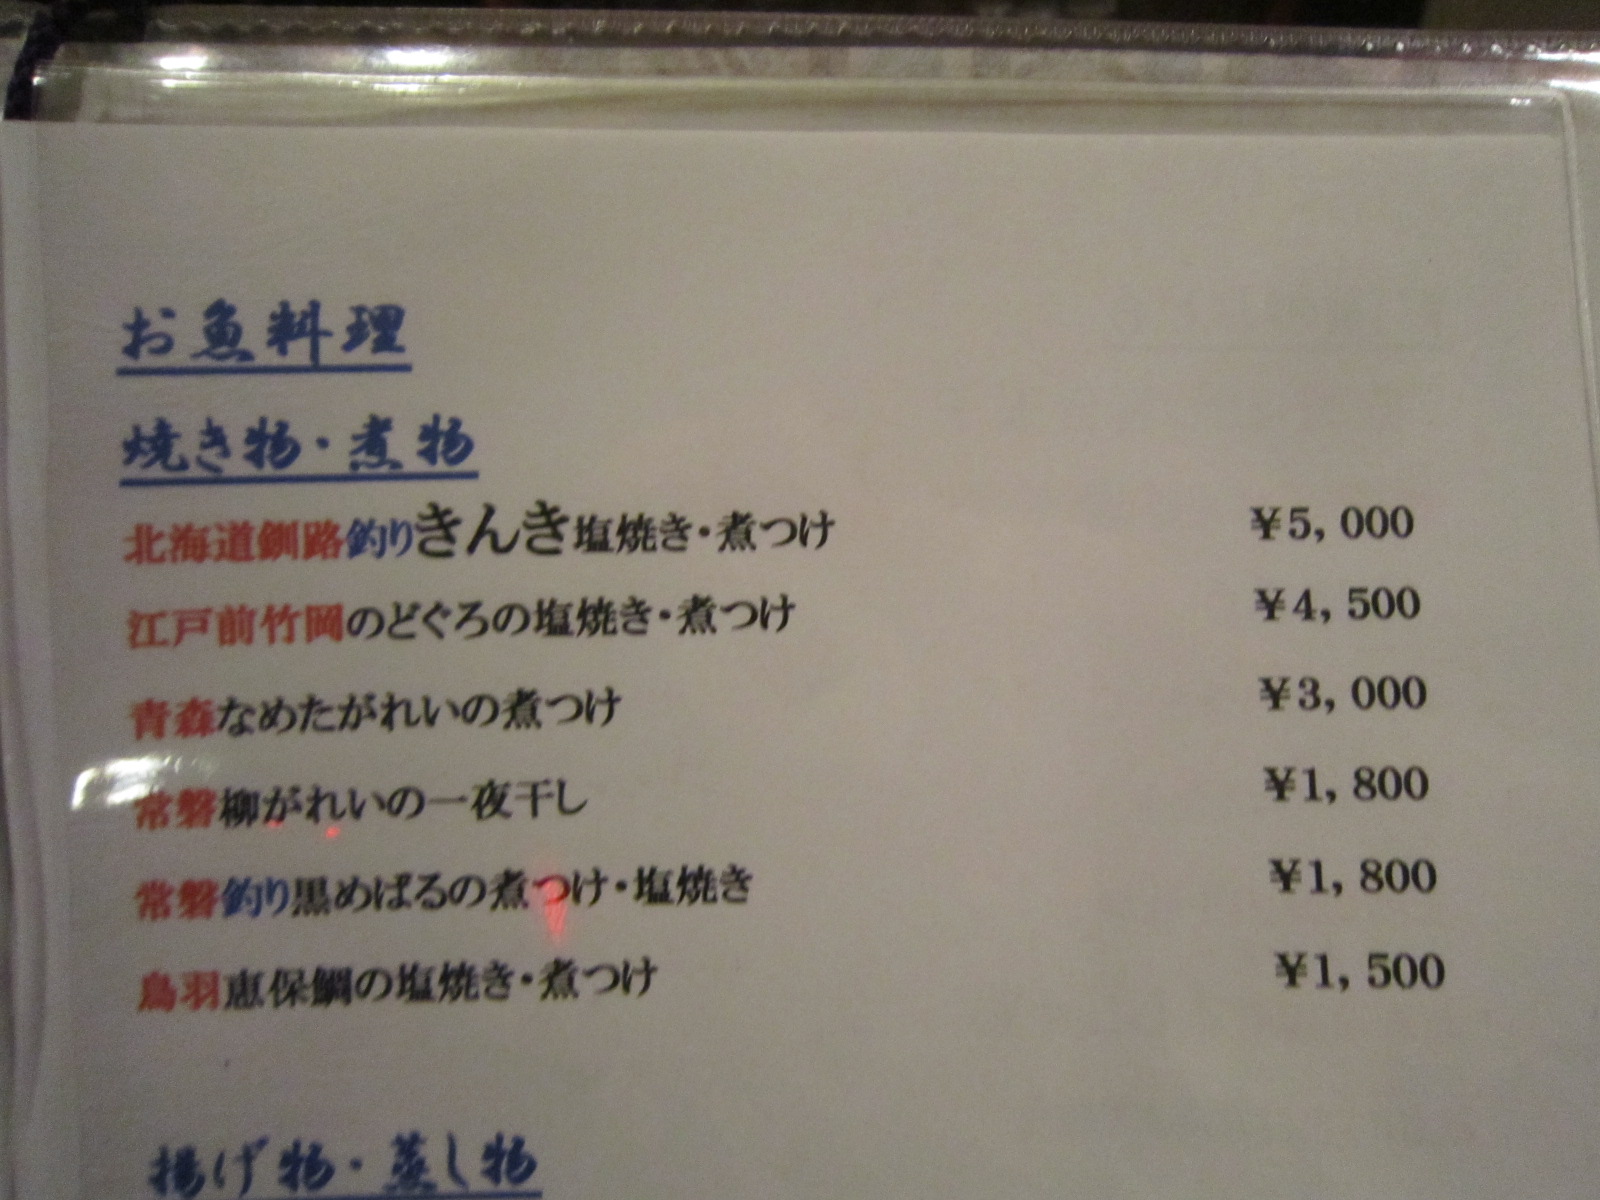 お魚料理
焼き物・煮物
北海道釧路釣りきんき塩焼き・煮つけ ¥5,000
江戸前竹岡のどぐろの塩焼き・煮つけ ¥4,500
青森なめたがれいの煮つけ ¥3,000
常磐柳がれいの一夜干し ¥1,800
常磐釣り黒めばるの煮つけ・塩焼き ¥1,800
鳥羽恵保鯛の塩焼き・煮つけ ¥1,500
揚げ物・蒸し物